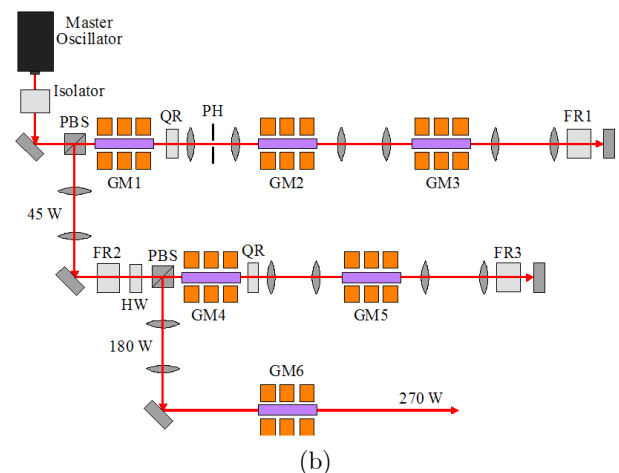 Master
Oscillator
Isolator
PBS
QR
PH
FR1
GM1
GM2
GM3
45 W
FR2
PBS
QR
FR3
HW
GM4
GM5
180 W
GM6
270 W
(b)